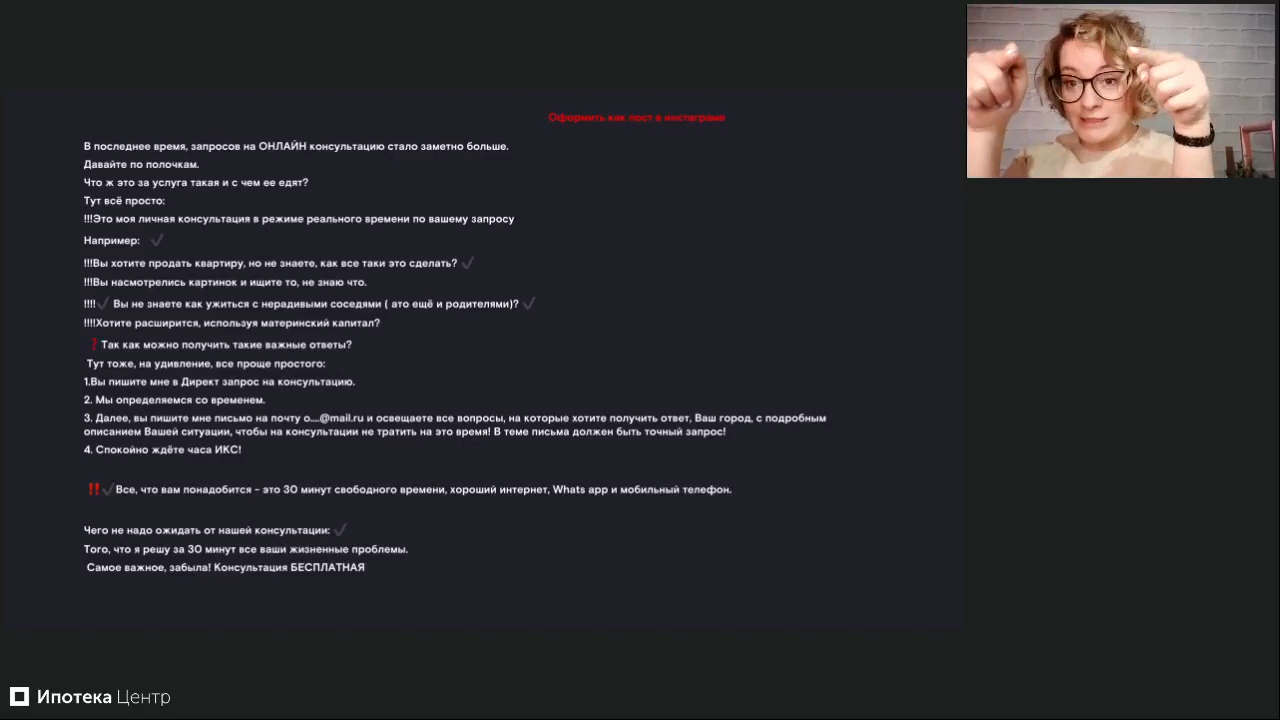 Оформить как пост в инстаграме
В последнее время, запросов на ОНЛАЙН консультацию стало заметно больше.
Давайте по полочкам.
Что ж это за услуга такая и с чем ее едят?
Тут всё просто:
!!!Это моя личная консультация в режиме реального времени по вашему запросу
Например: ✔
!!!Вы хотите продать квартиру, но не знаете, как все таки это сделать? ✔
!!!Вы насмотрелись картинок и ищите то, не знаю что.
!!!!✔ Вы не знаете как ужиться с нерадивыми соседями ( ато ещё и родителями)? ✔
!!!!Хотите расширится, используя материнский капитал?
❓Так как можно получить такие важные ответы?
Тут тоже, на удивление, все проще простого:
1.Вы пишите мне в Директ запрос на консультацию.
2. Мы определяемся со временем.
3. Далее, вы пишите мне письмо на почту o....@mail.ru и освещаете все вопросы, на которые хотите получить ответ, Ваш город, с подробным
описанием Вашей ситуации, чтобы на консультации не тратить на это время! В теме письма должен быть точный запрос!
4. Спокойно ждёте часа ИКС!
‼✔Все, что вам понадобится – это 30 минут свободного времени, хороший интернет, Whats app и мобильный телефон.
Чего не надо ожидать от нашей консультации: ✔
Того, что я решу за 30 минут все ваши жизненные проблемы.
Самое важное, забыла! Консультация БЕСПЛАТНАЯ
Ипотека Центр